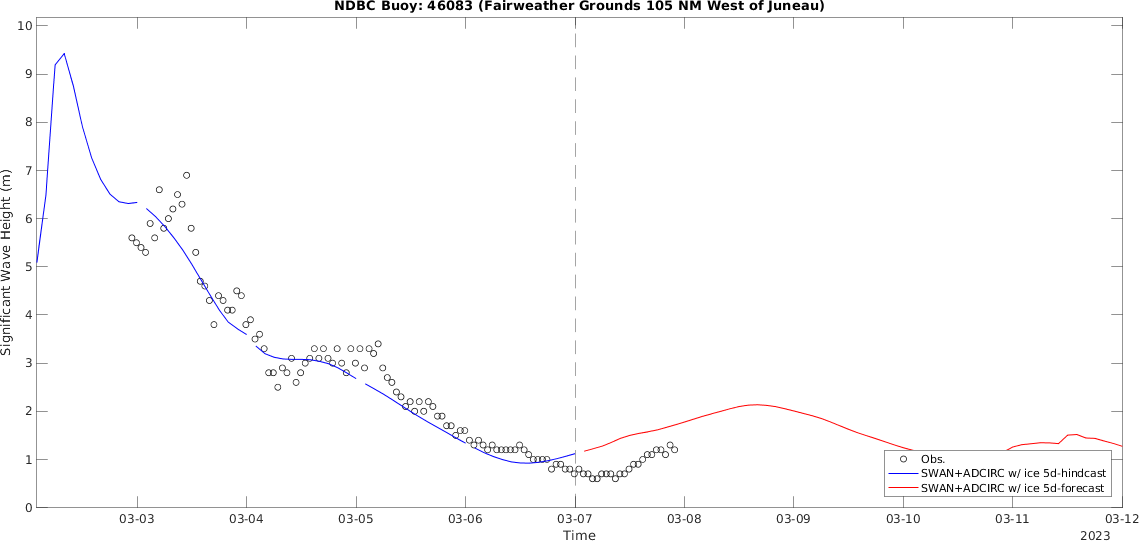 NDBC Buoy: 46083 (Fairweather Grounds 105 NM West of Juneau)
Significant Wave Height (m)
10
9
8
7
6
5
4
3
2
1
0
Obs.
SWAN+ADCIRC w/ ice 5d-hindcast
SWAN+ADCIRC w/ ice 5d-forecast
03-03 03-04 03-05 03-06 03-07 03-08 03-09 03-10 03-11 03-12
Time
2023